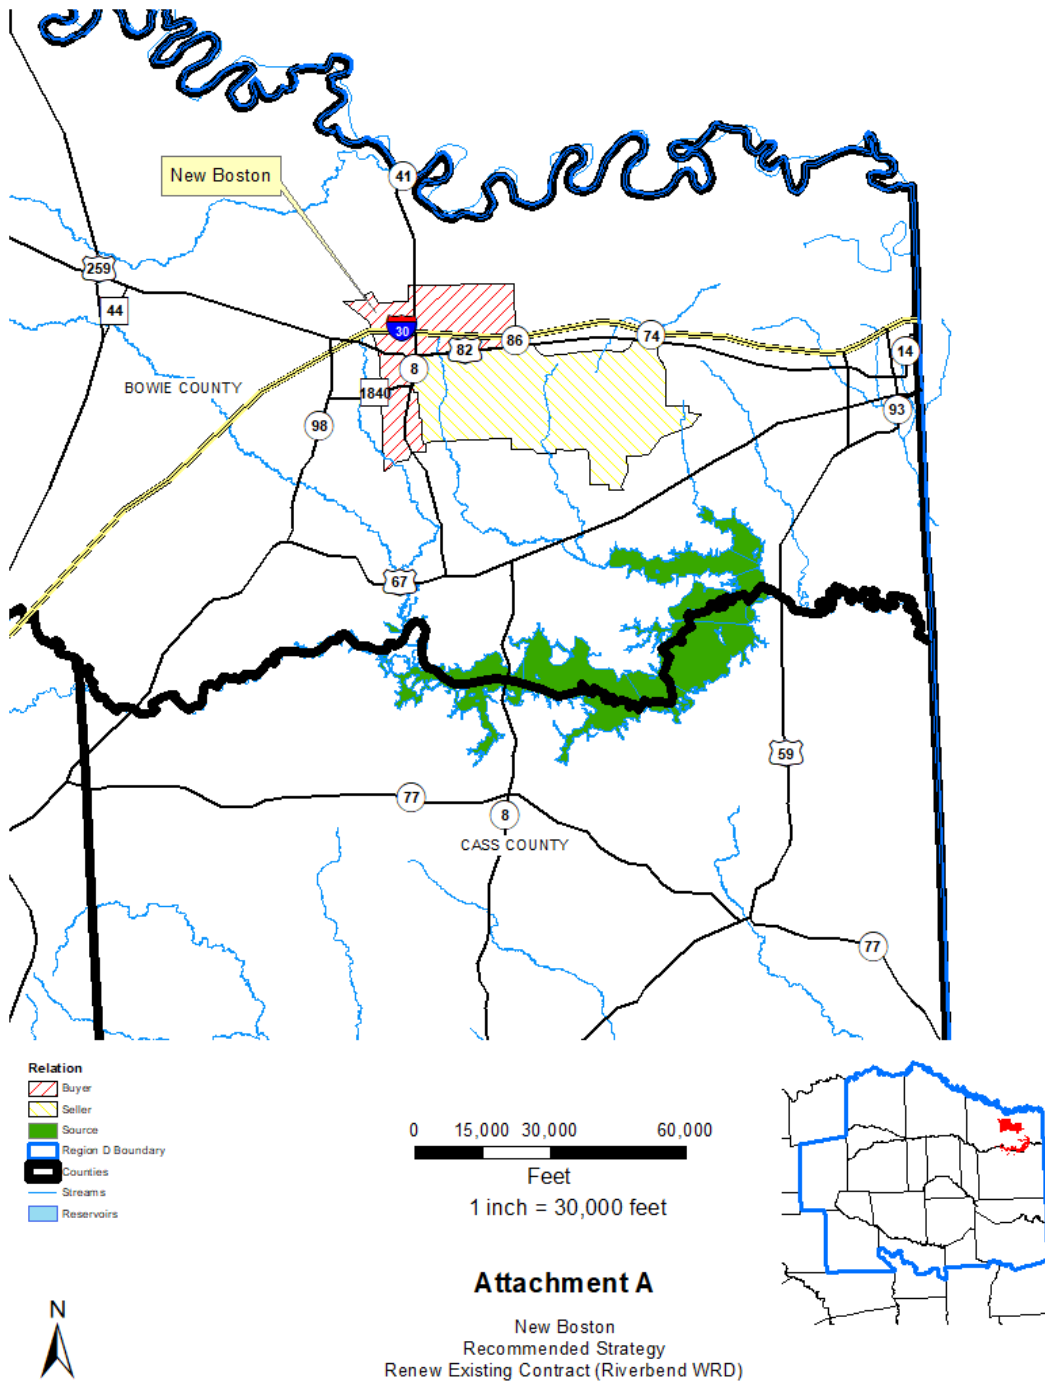 New Boston
41
259
44
30
86
74
82
14
8
BOWIE COUNTY
1840
93
98
67
59
77
8
CASS COUNTY
77
Relation
Buyer
Seller
Source
Region D Boundary
Counties
Streams
Reservoirs
0 15,000 30,000 60,000
Feet
1 inch = 30,000 feet
N
Attachment A
New Boston
Recommended Strategy
Renew Existing Contract (Riverbend WRD)